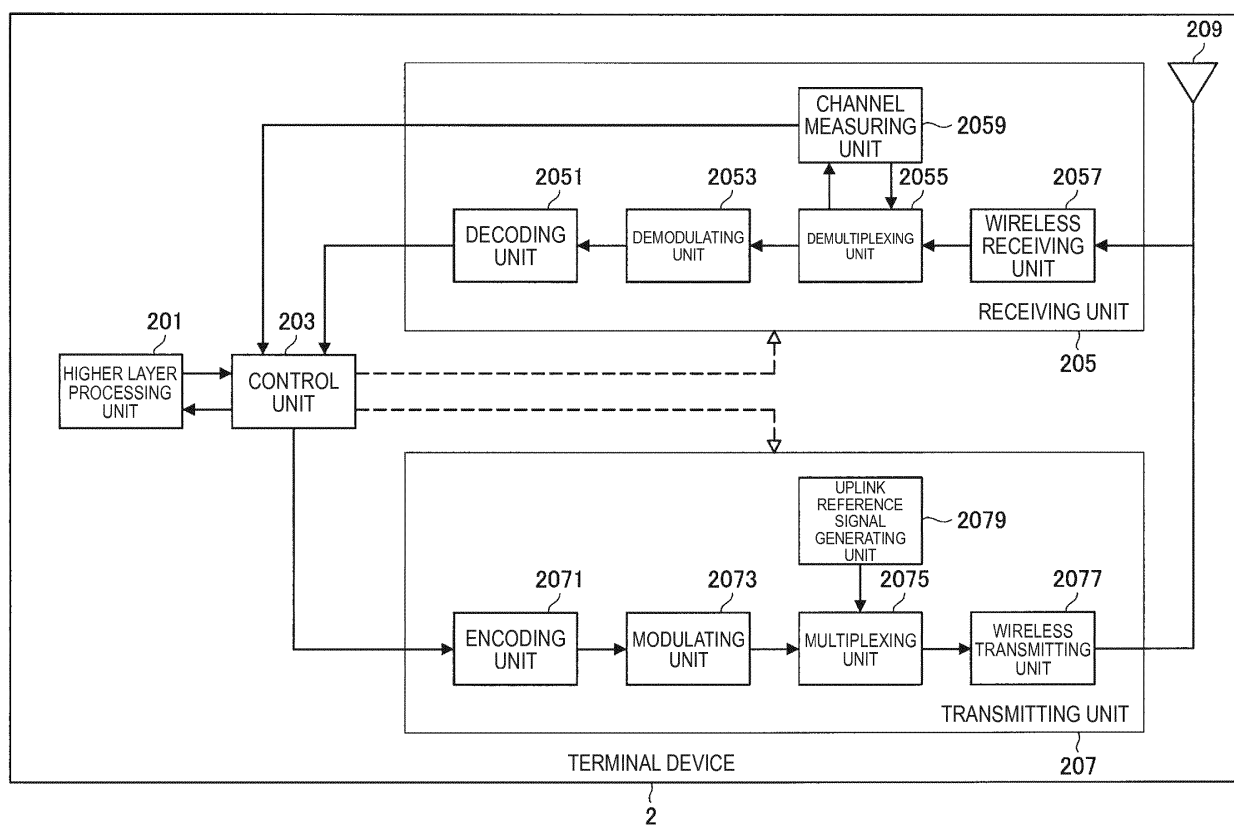 209
CHANNEL
MEASURING
UNIT
2059
2051
2053
2055
2057
DECODING
UNIT
DEMODULATING
UNIT
DEMULTIPLEXING
UNIT
WIRELESS
RECEIVING
UNIT
RECEIVING UNIT
205
201
203
HIGHER LAYER
PROCESSING
UNIT
CONTROL
UNIT
UPLINK
REFERENCE
SIGNAL
GENERATING
UNIT
2079
2071
2073
2075
2077
ENCODING
UNIT
MODULATING
UNIT
MULTIPLEXING
UNIT
WIRELESS
TRANSMITTING
UNIT
TRANSMITTING UNIT
207
TERMINAL DEVICE
2